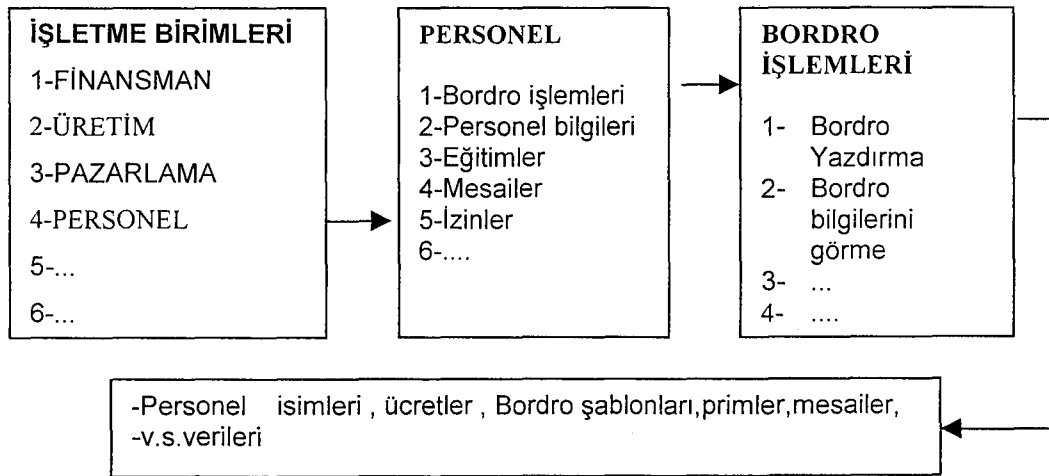 İŞLETME BİRİMLERİ
1-FİNANSMAN
2-ÜRETİM
3-PAZARLAMA
4-PERSONEL
5-...
6-...
PERSONEL
1-Bordro işlemleri
2-Personel bilgileri
3-Eğitimler
4-Mesailer
5-İzinler
6-....
BORDRO
İŞLEMLERİ
1- Bordro
Yazdırma
2- Bordro
bilgilerini
görme
3- ...
4- ....
-Personel isimleri , ücretler , Bordro şablonları,primler,mesailer,
-v.s.verileri